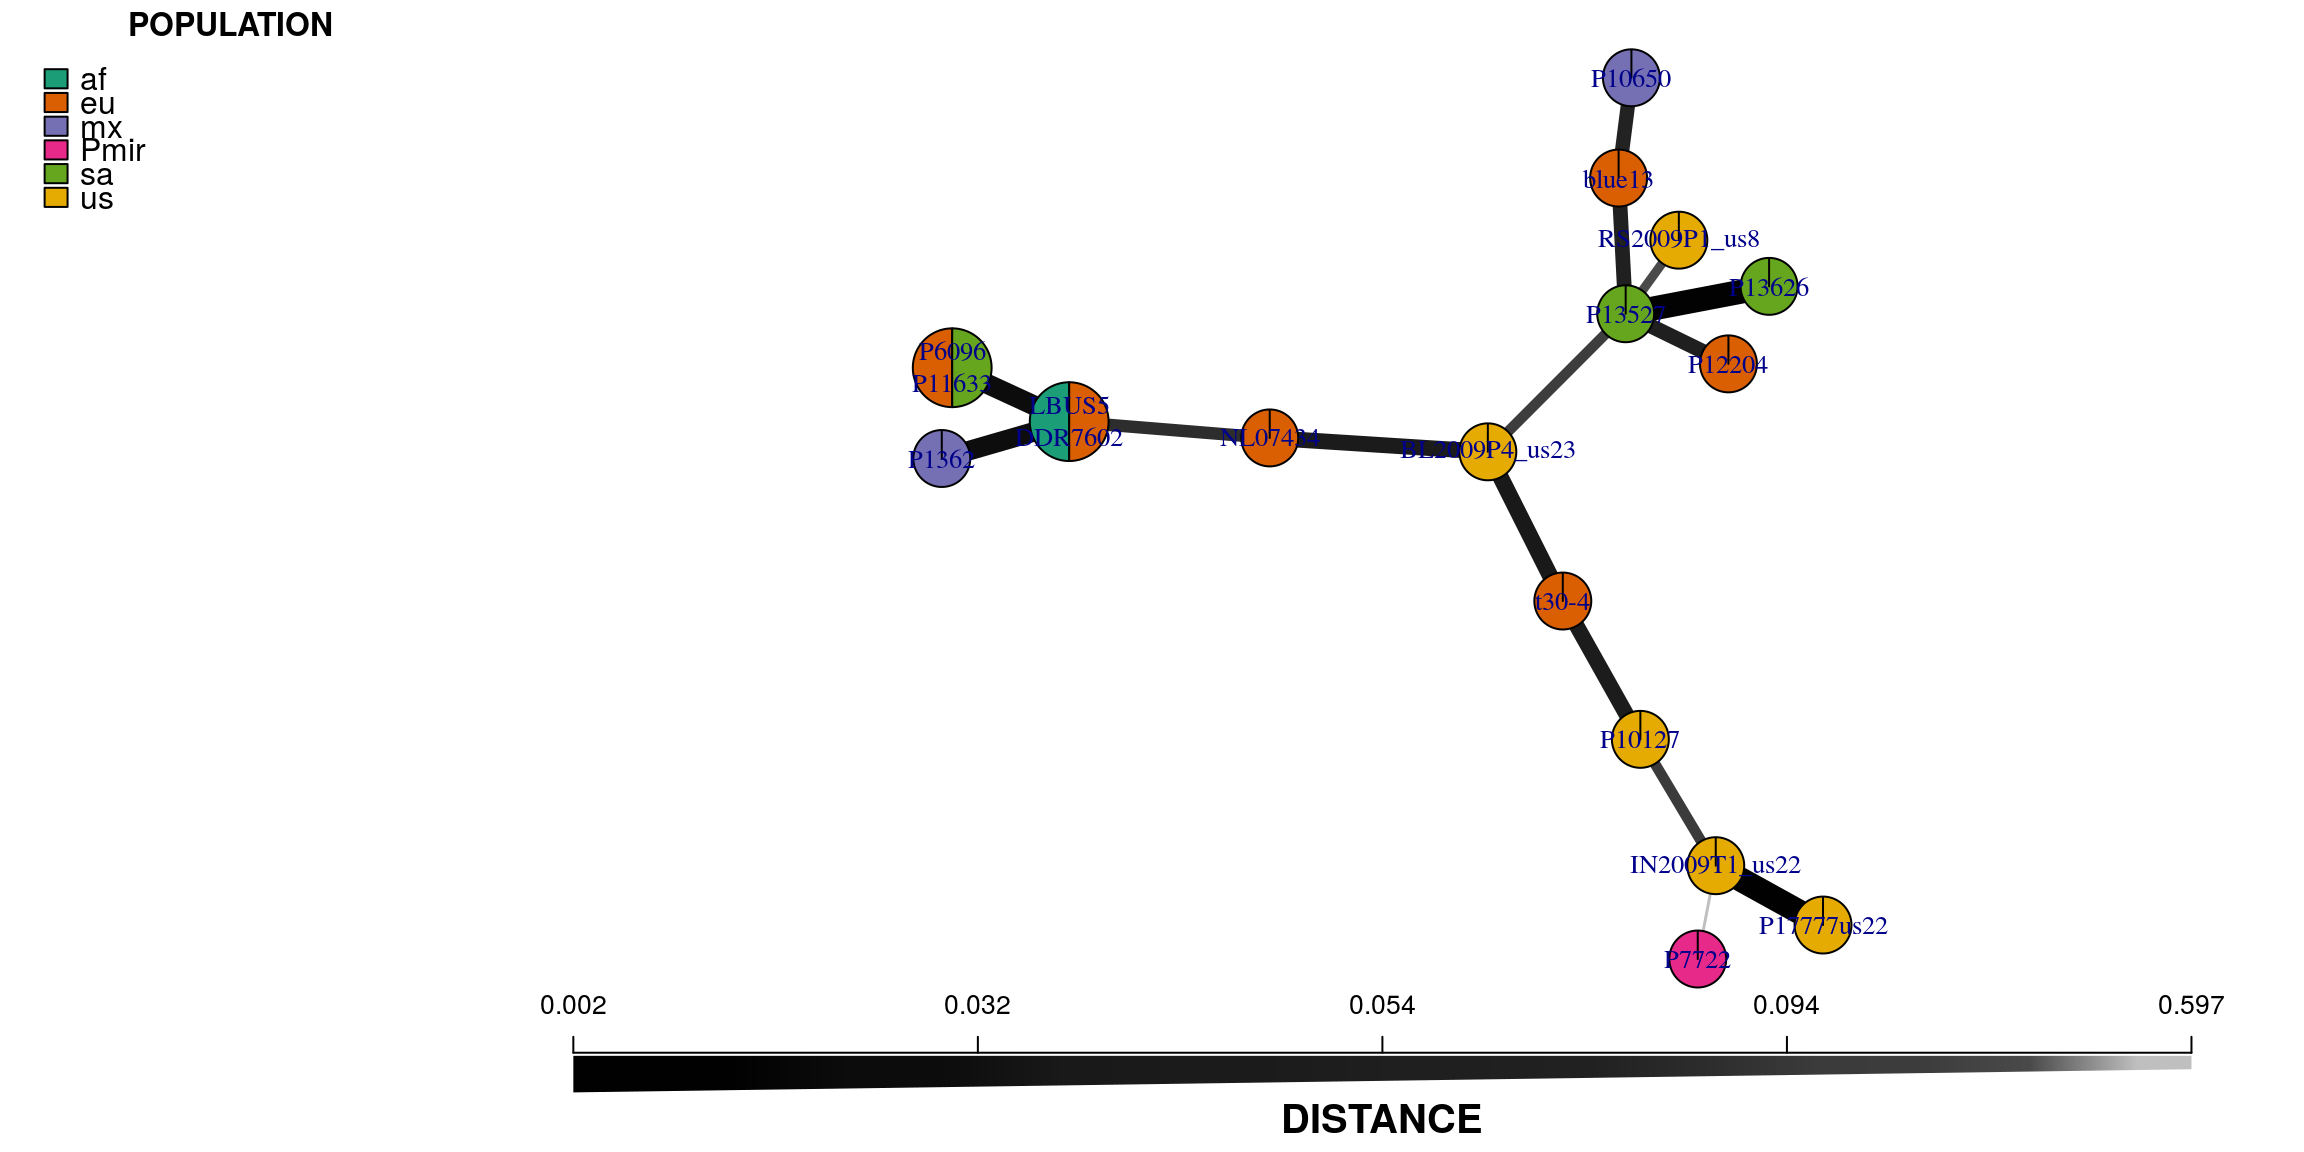 POPULATION
af
eu
mx
Pmir
sa
us
P10650
blue13
RS2009P1_us8
P13626
P13527
P12204
P6096
P11633
LBUS5
DDR7602
P1362
NL07434
BL2009P4_us23
t30-4
P10127
IN2009T1_us22
P17777us22
P7722
0.002 0.032 0.054 0.094 0.597
DISTANCE